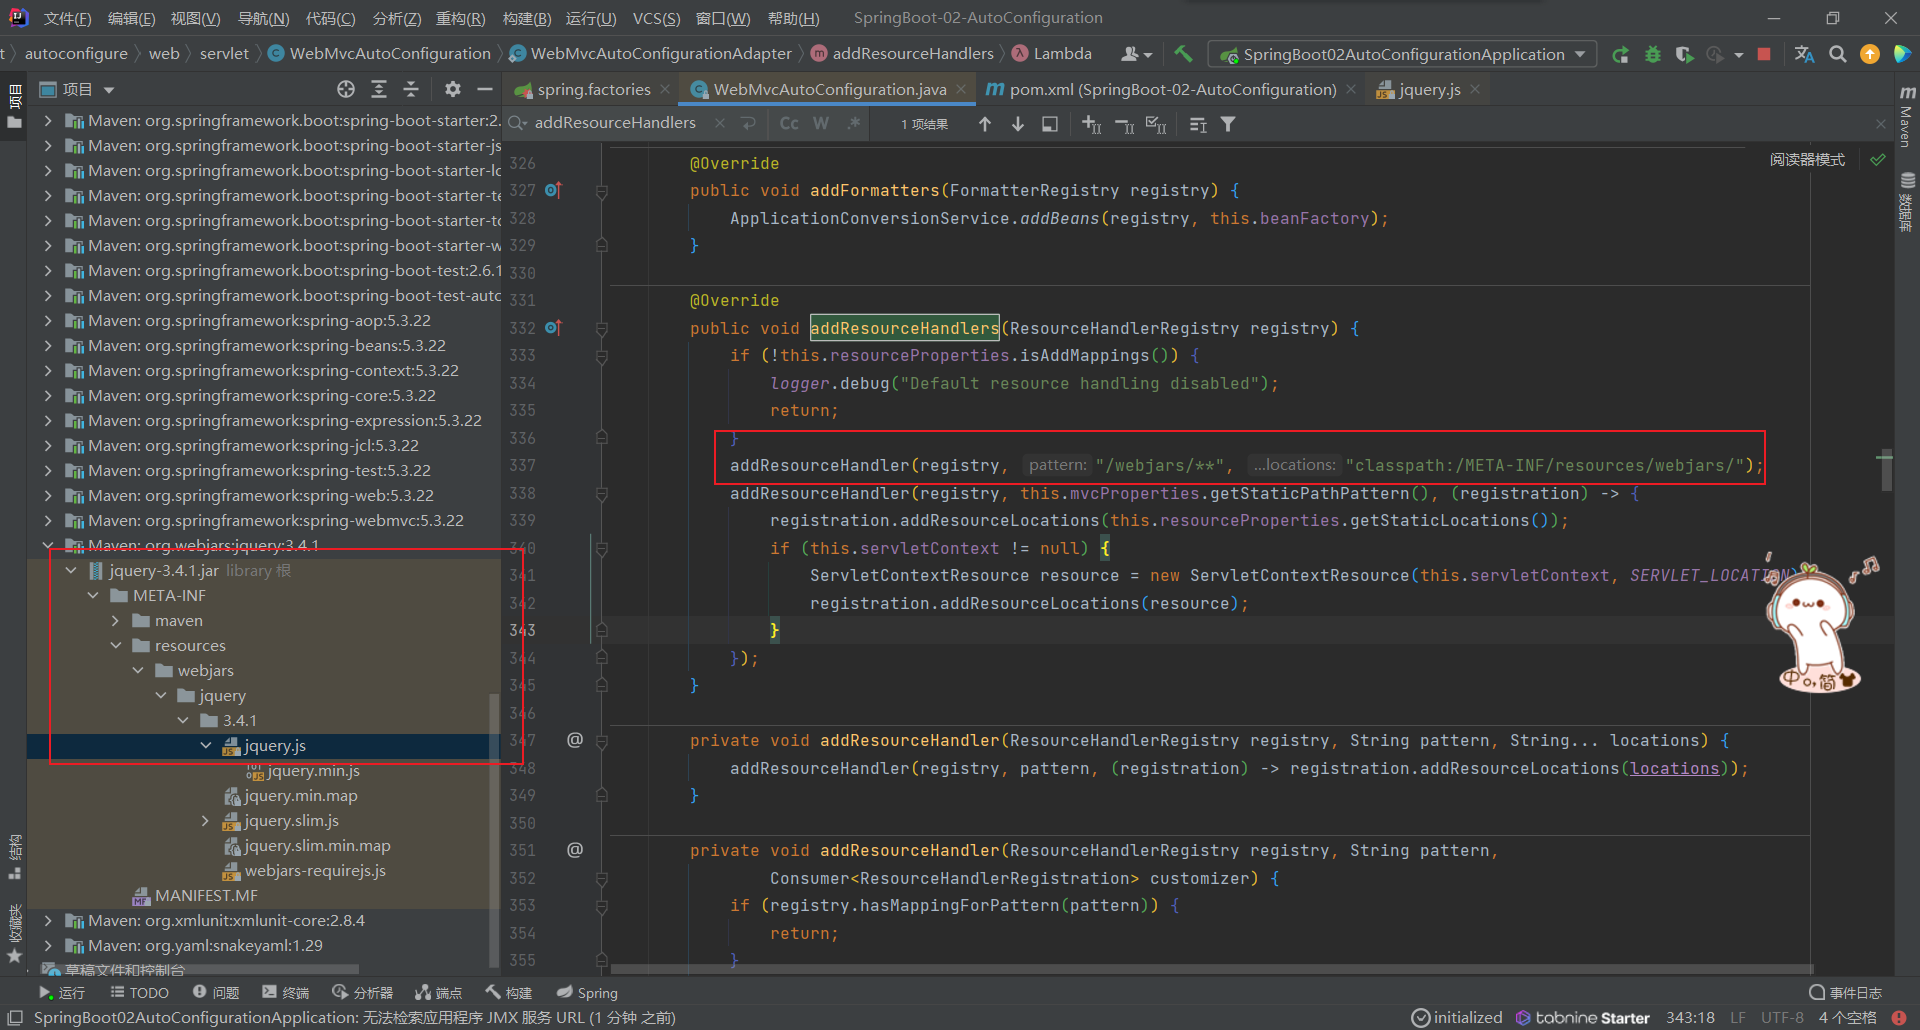 文件(F) 编辑(E) 视图(V) 导航(N) 代码(C) 分析(Z) 重构(R) 构建(B) 运行(U) VCS(S) 窗口(W) 帮助(H) SpringBoot-02-AutoConfiguration
t autoconfigure web servlet WebMvcAutoConfiguration WebMvcAutoConfigurationAdapter addResourceHandlers Lambda SpringBoot02AutoConfigurationApplication
项目
spring.factories WebMvcAutoConfiguration.java pom.xml (SpringBoot-02-AutoConfiguration) jquery.js
addResourceHandlers Cc W .* 1 项结果
阅读器模式
项目
结构
收藏夹
Maven
数据库
Maven: org.springframework.boot:spring-boot-starter:2.
Maven: org.springframework.boot:spring-boot-starter-js
Maven: org.springframework.boot:spring-boot-starter-lo
Maven: org.springframework.boot:spring-boot-starter-te
Maven: org.springframework.boot:spring-boot-starter-to
Maven: org.springframework.boot:spring-boot-starter-w
Maven: org.springframework.boot:spring-boot-test:2.6.1
Maven: org.springframework.boot:spring-boot-test-auto
Maven: org.springframework:spring-aop:5.3.22
Maven: org.springframework:spring-beans:5.3.22
Maven: org.springframework:spring-context:5.3.22
Maven: org.springframework:spring-core:5.3.22
Maven: org.springframework:spring-expression:5.3.22
Maven: org.springframework:spring-jcl:5.3.22
Maven: org.springframework:spring-test:5.3.22
Maven: org.springframework:spring-web:5.3.22
Maven: org.springframework:spring-webmvc:5.3.22
Maven: org.webjars:jquery:3.4.1
jquery-3.4.1.jar library 根
META-INF
maven
resources
webjars
jquery
3.4.1
jquery.js
jquery.min.js
jquery.min.map
jquery.slim.js
jquery.slim.min.map
webjars-requirejs.js
MANIFEST.MF
Maven: org.xmlunit:xmlunit-core:2.8.4
Maven: org.yaml:snakeyaml:1.29
草稿文件和控制台
326 @Override
327 public void addFormatters(FormatterRegistry registry) {
328 ApplicationConversionService.addBeans(registry, this.beanFactory);
329 }
330
331 @Override
332 public void addResourceHandlers(ResourceHandlerRegistry registry) {
333 if (!this.resourceProperties.isAddMappings()) {
334 logger.debug("Default resource handling disabled");
335 return;
336 }
337 addResourceHandler(registry, pattern: "/webjars/**", ...locations: "classpath:/META-INF/resources/webjars/");
338 addResourceHandler(registry, this.mvcProperties.getStaticPathPattern(), (registration) -> {
339 registration.addResourceLocations(this.resourceProperties.getStaticLocations());
340 if (this.servletContext != null) {
341 ServletContextResource resource = new ServletContextResource(this.servletContext, SERVLET_LOCATION)
342 registration.addResourceLocations(resource);
343 }
344 });
345 }
346
347 @ private void addResourceHandler(ResourceHandlerRegistry registry, String pattern, String... locations) {
348 addResourceHandler(registry, pattern, (registration) -> registration.addResourceLocations(locations));
349 }
350
351 @ private void addResourceHandler(ResourceHandlerRegistry registry, String pattern,
352 Consumer<ResourceHandlerRegistration> customizer) {
353 if (registry.hasMappingForPattern(pattern)) {
354 return;
355 }
中 简
运行 TODO 问题 终端 分析器 端点 构建 Spring 事件日志
SpringBoot02AutoConfigurationApplication: 无法检索应用程序 JMX 服务 URL (1 分钟 之前) initialized tabnine Starter 343:18 LF UTF-8 4 个空格